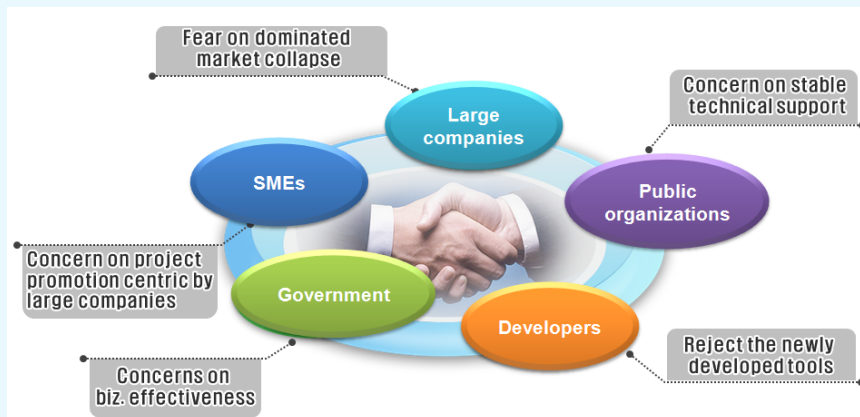 Fear on dominated
market collapse
Large
companies
Concern on stable
technical support
SMEs
Public
organizations
Concern on project
promotion centric by
large companies
Government
Developers
Concerns on
biz. effectiveness
Reject the newly
developed tools